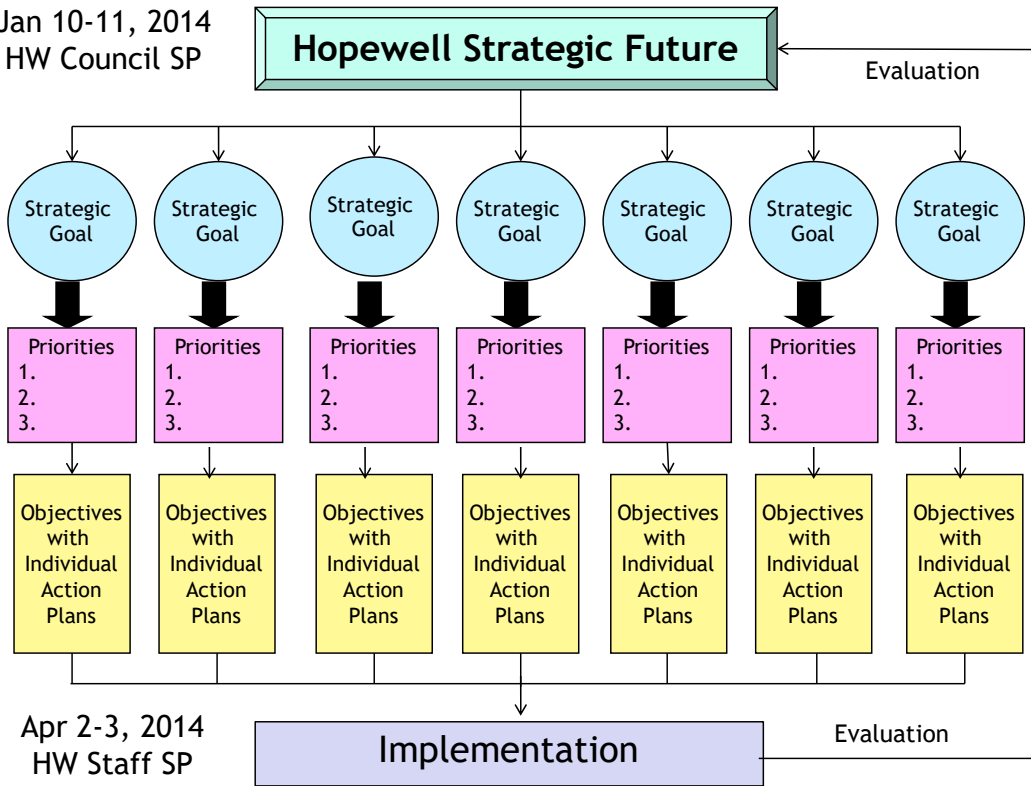 Jan 10-11, 2014
HW Council SP
Hopewell Strategic Future
Evaluation
Strategic
Goal
Strategic
Goal
Strategic
Goal
Strategic
Goal
Strategic
Goal
Strategic
Goal
Strategic
Goal
Priorities
1.
2.
3.
Priorities
1.
2.
3.
Priorities
1.
2.
3.
Priorities
1.
2.
3.
Priorities
1.
2.
3.
Priorities
1.
2.
3.
Priorities
1.
2.
3.
Objectives
with
Individual
Action
Plans
Objectives
with
Individual
Action
Plans
Objectives
with
Individual
Action
Plans
Objectives
with
Individual
Action
Plans
Objectives
with
Individual
Action
Plans
Objectives
with
Individual
Action
Plans
Objectives
with
Individual
Action
Plans
Apr 2-3, 2014
HW Staff SP
Implementation
Evaluation